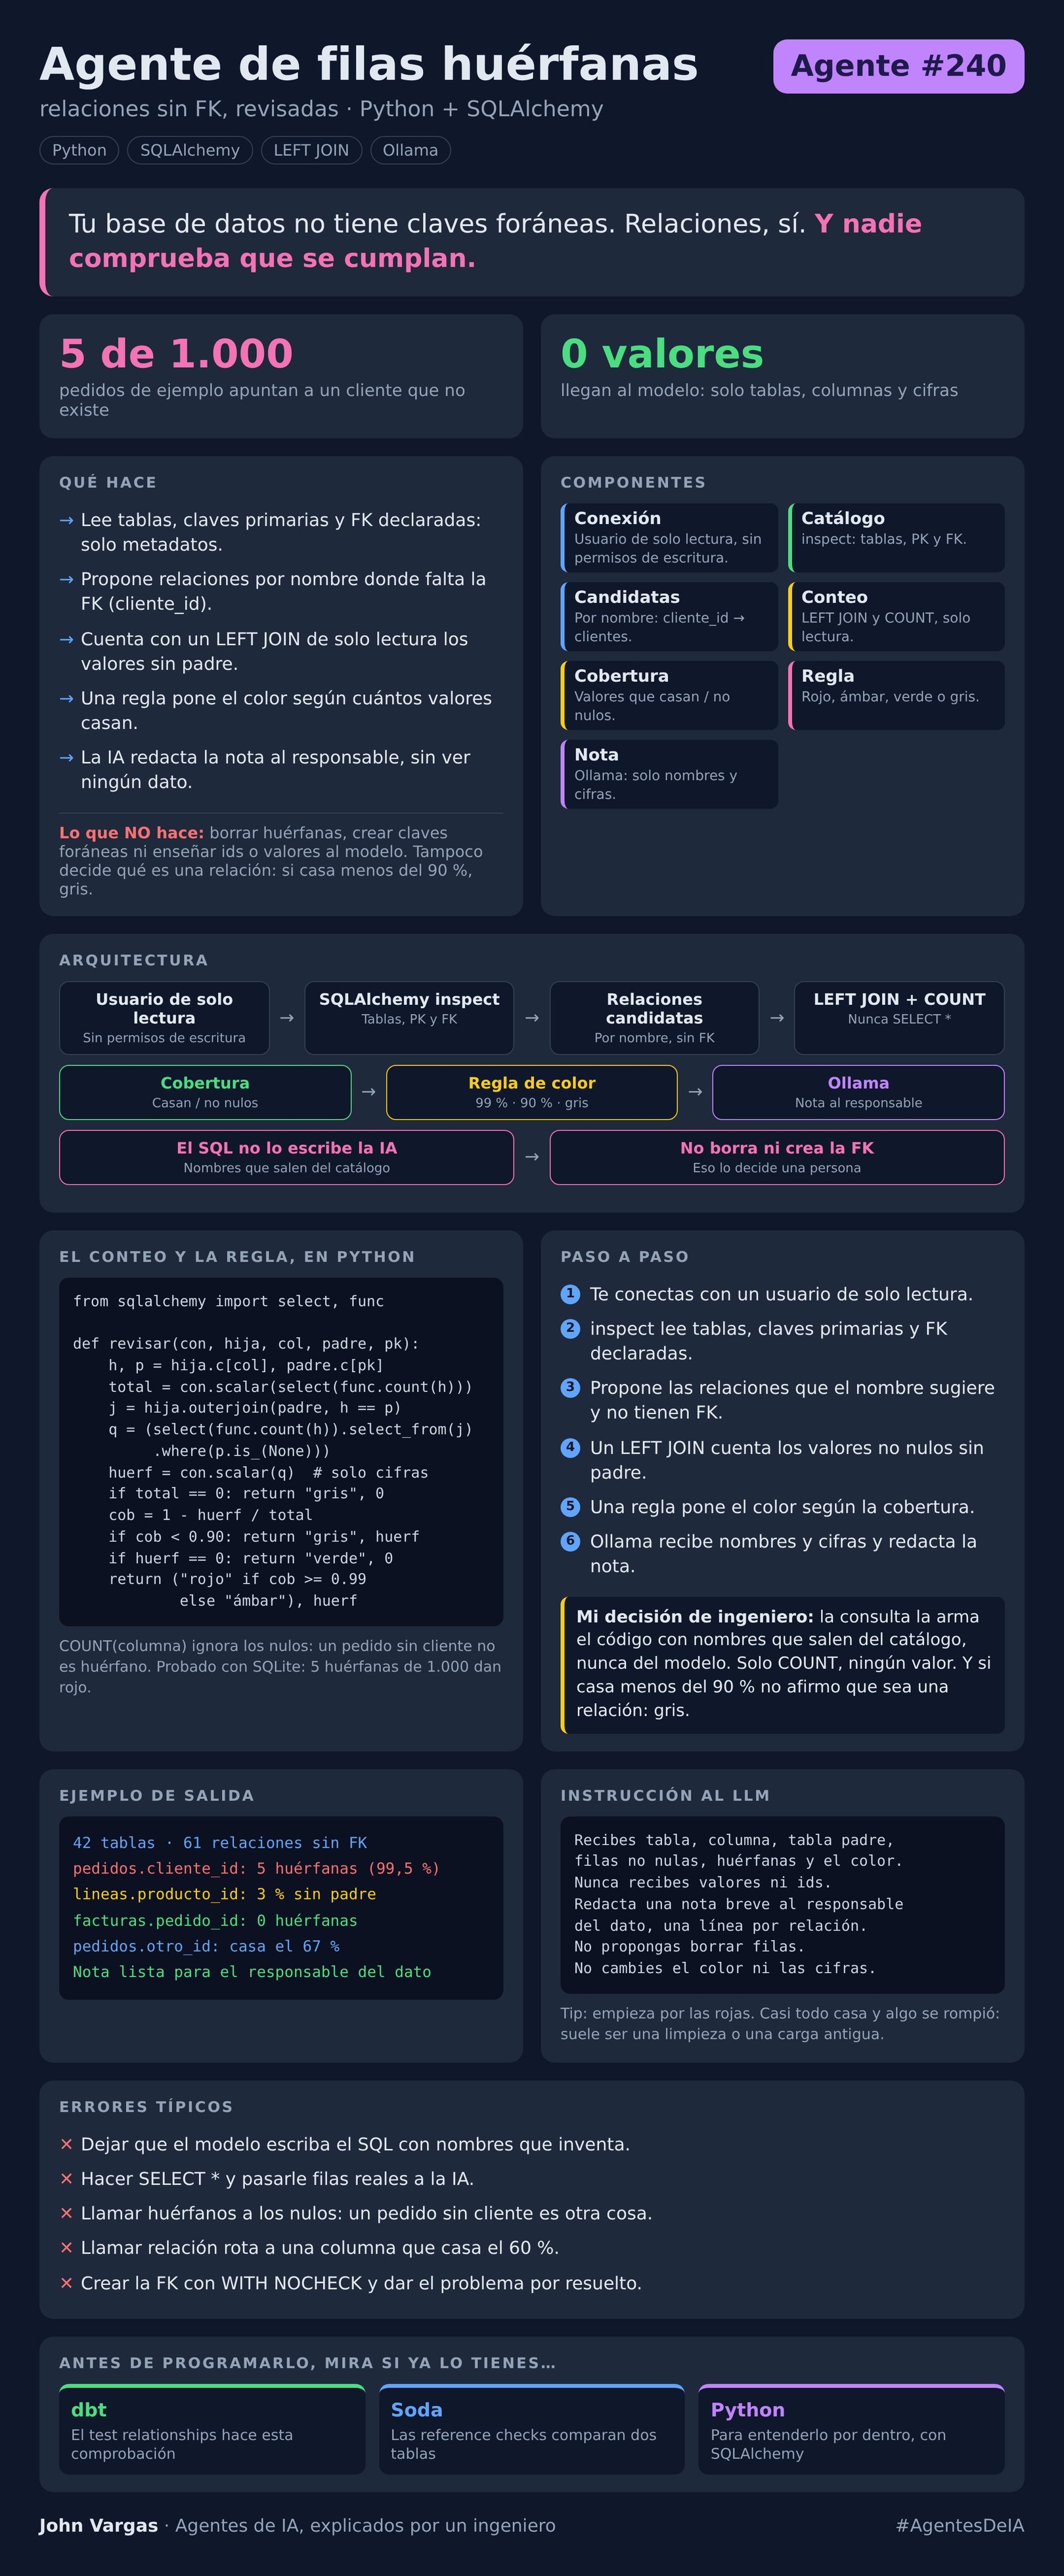 Agente de filas huérfanas
Agente #240
relaciones sin FK, revisadas · Python + SQLAlchemy
Python
SQLAlchemy
LEFT JOIN
Ollama
Tu base de datos no tiene claves foráneas. Relaciones, sí. Y nadie
comprueba que se cumplan.
5 de 1.000
pedidos de ejemplo apuntan a un cliente que no
existe
0 valores
llegan al modelo: solo tablas, columnas y cifras
QUÉ HACE
→ Lee tablas, claves primarias y FK declaradas:
solo metadatos.
→ Propone relaciones por nombre donde falta la
FK (cliente_id).
→ Cuenta con un LEFT JOIN de solo lectura los
valores sin padre.
→ Una regla pone el color según cuántos valores
casan.
→ La IA redacta la nota al responsable, sin ver
ningún dato.
Lo que NO hace: borrar huérfanas, crear claves
foráneas ni enseñar ids o valores al modelo. Tampoco
decide qué es una relación: si casa menos del 90 %,
gris.
COMPONENTES
Conexión
Usuario de solo lectura, sin
permisos de escritura.
Catálogo
inspect: tablas, PK y FK.
Candidatas
Por nombre: cliente_id →
clientes.
Conteo
LEFT JOIN y COUNT, solo
lectura.
Cobertura
Valores que casan / no
nulos.
Regla
Rojo, ámbar, verde o gris.
Nota
Ollama: solo nombres y
cifras.
ARQUITECTURA
Usuario de solo
lectura
Sin permisos de escritura
→
SQLAlchemy inspect
Tablas, PK y FK
→
Relaciones
candidatas
Por nombre, sin FK
→
LEFT JOIN + COUNT
Nunca SELECT *
Cobertura
Casan / no nulos
→
Regla de color
99 % · 90 % · gris
→
Ollama
Nota al responsable
El SQL no lo escribe la IA
Nombres que salen del catálogo
→
No borra ni crea la FK
Eso lo decide una persona
EL CONTEO Y LA REGLA, EN PYTHON
from sqlalchemy import select, func
def revisar(con, hija, col, padre, pk):
    h, p = hija.c[col], padre.c[pk]
    total = con.scalar(select(func.count(h)))
    j = hija.outerjoin(padre, h == p)
    q = (select(func.count(h)).select_from(j)
         .where(p.is_(None)))
    huerf = con.scalar(q)  # solo cifras
    if total == 0: return "gris", 0
    cob = 1 - huerf / total
    if cob < 0.90: return "gris", huerf
    if huerf == 0: return "verde", 0
    return ("rojo" if cob >= 0.99
            else "ámbar"), huerf
COUNT(columna) ignora los nulos: un pedido sin cliente no
es huérfano. Probado con SQLite: 5 huérfanas de 1.000 dan
rojo.
PASO A PASO
1 Te conectas con un usuario de solo lectura.
2 inspect lee tablas, claves primarias y FK
declaradas.
3 Propone las relaciones que el nombre sugiere
y no tienen FK.
4 Un LEFT JOIN cuenta los valores no nulos sin
padre.
5 Una regla pone el color según la cobertura.
6 Ollama recibe nombres y cifras y redacta la
nota.
Mi decisión de ingeniero: la consulta la arma
el código con nombres que salen del catálogo,
nunca del modelo. Solo COUNT, ningún valor. Y si
casa menos del 90 % no afirmo que sea una
relación: gris.
EJEMPLO DE SALIDA
42 tablas · 61 relaciones sin FK
pedidos.cliente_id: 5 huérfanas (99,5 %)
lineas.producto_id: 3 % sin padre
facturas.pedido_id: 0 huérfanas
pedidos.otro_id: casa el 67 %
Nota lista para el responsable del dato
INSTRUCCIÓN AL LLM
Recibes tabla, columna, tabla padre,
filas no nulas, huérfanas y el color.
Nunca recibes valores ni ids.
Redacta una nota breve al responsable
del dato, una línea por relación.
No propongas borrar filas.
No cambies el color ni las cifras.
Tip: empieza por las rojas. Casi todo casa y algo se rompió:
suele ser una limpieza o una carga antigua.
ERRORES TÍPICOS
✕ Dejar que el modelo escriba el SQL con nombres que inventa.
✕ Hacer SELECT * y pasarle filas reales a la IA.
✕ Llamar huérfanos a los nulos: un pedido sin cliente es otra cosa.
✕ Llamar relación rota a una columna que casa el 60 %.
✕ Crear la FK con WITH NOCHECK y dar el problema por resuelto.
ANTES DE PROGRAMARLO, MIRA SI YA LO TIENES…
dbt
El test relationships hace esta
comprobación
Soda
Las reference checks comparan dos
tablas
Python
Para entenderlo por dentro, con
SQLAlchemy
John Vargas · Agentes de IA, explicados por un ingeniero
#AgentesDeIA